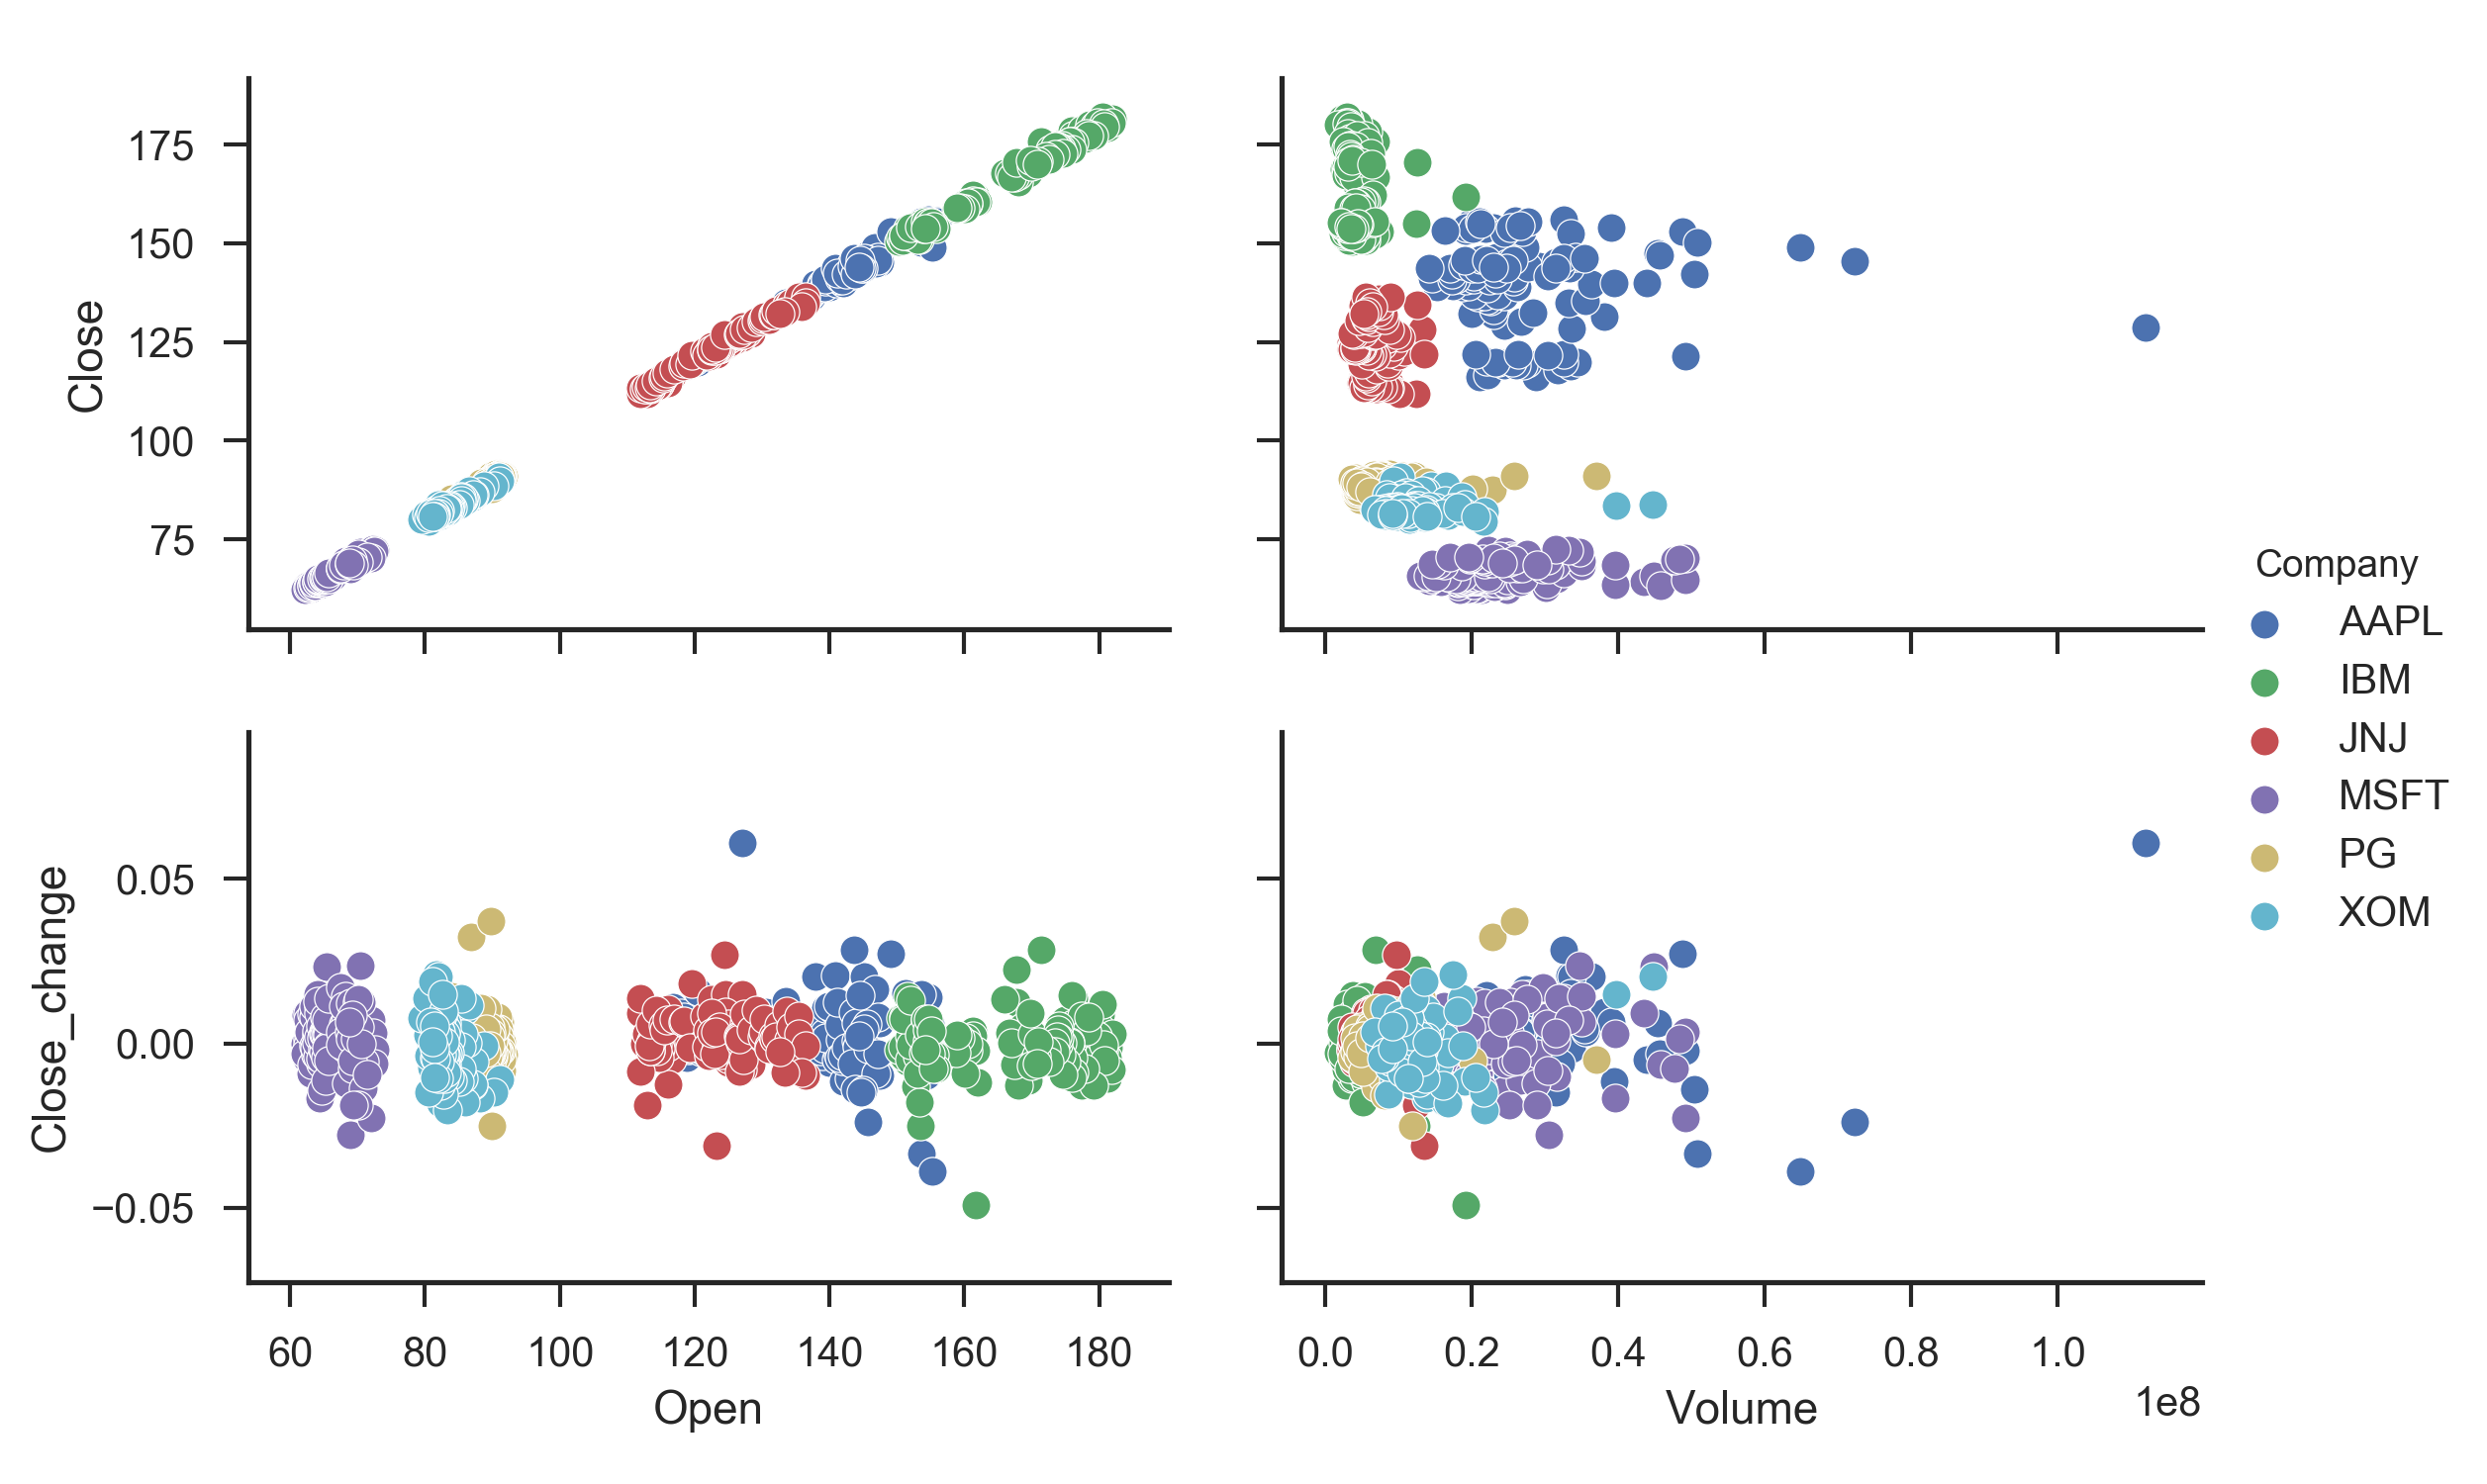 175
150
125
100
75
Close
Company
AAPL
IBM
JNJ
MSFT
PG
XOM
0.05
0.00
−0.05
Close_change
60 80 100 120 140 160 180
Open
0.0 0.2 0.4 0.6 0.8 1.0
1e8
Volume